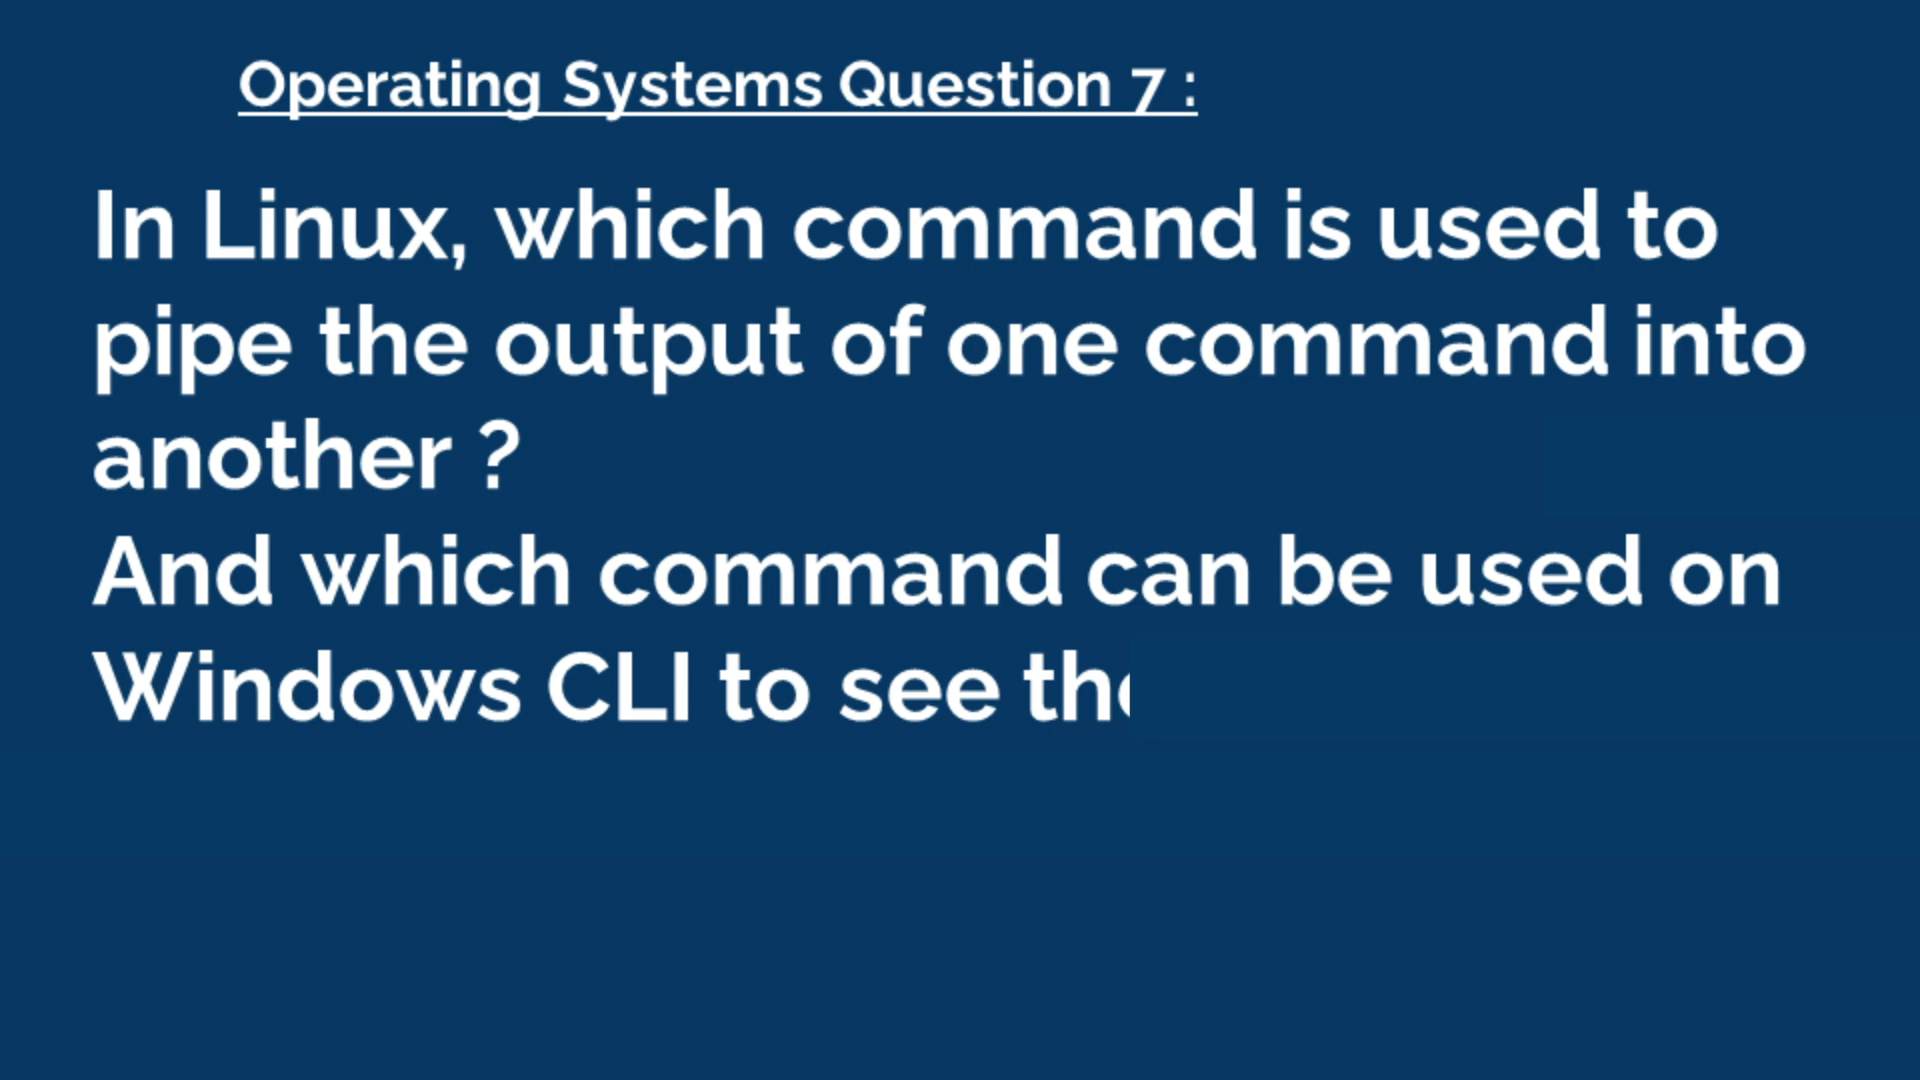 Operating Systems Question 7 :
In Linux, which command is used to
pipe the output of one command into
another ?
And which command can be used on
Windows CLI to see